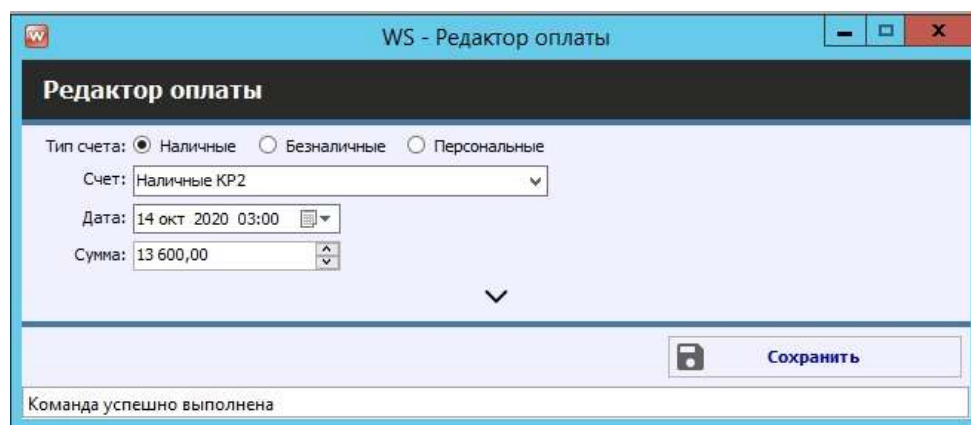 WS - Редактор оплаты
Редактор оплаты
Тип счета: Наличные Безналичные Персональные
Счет: Наличные КР2
Дата: 14 окт 2020 03:00
Сумма: 13 600,00
Сохранить
Команда успешно выполнена